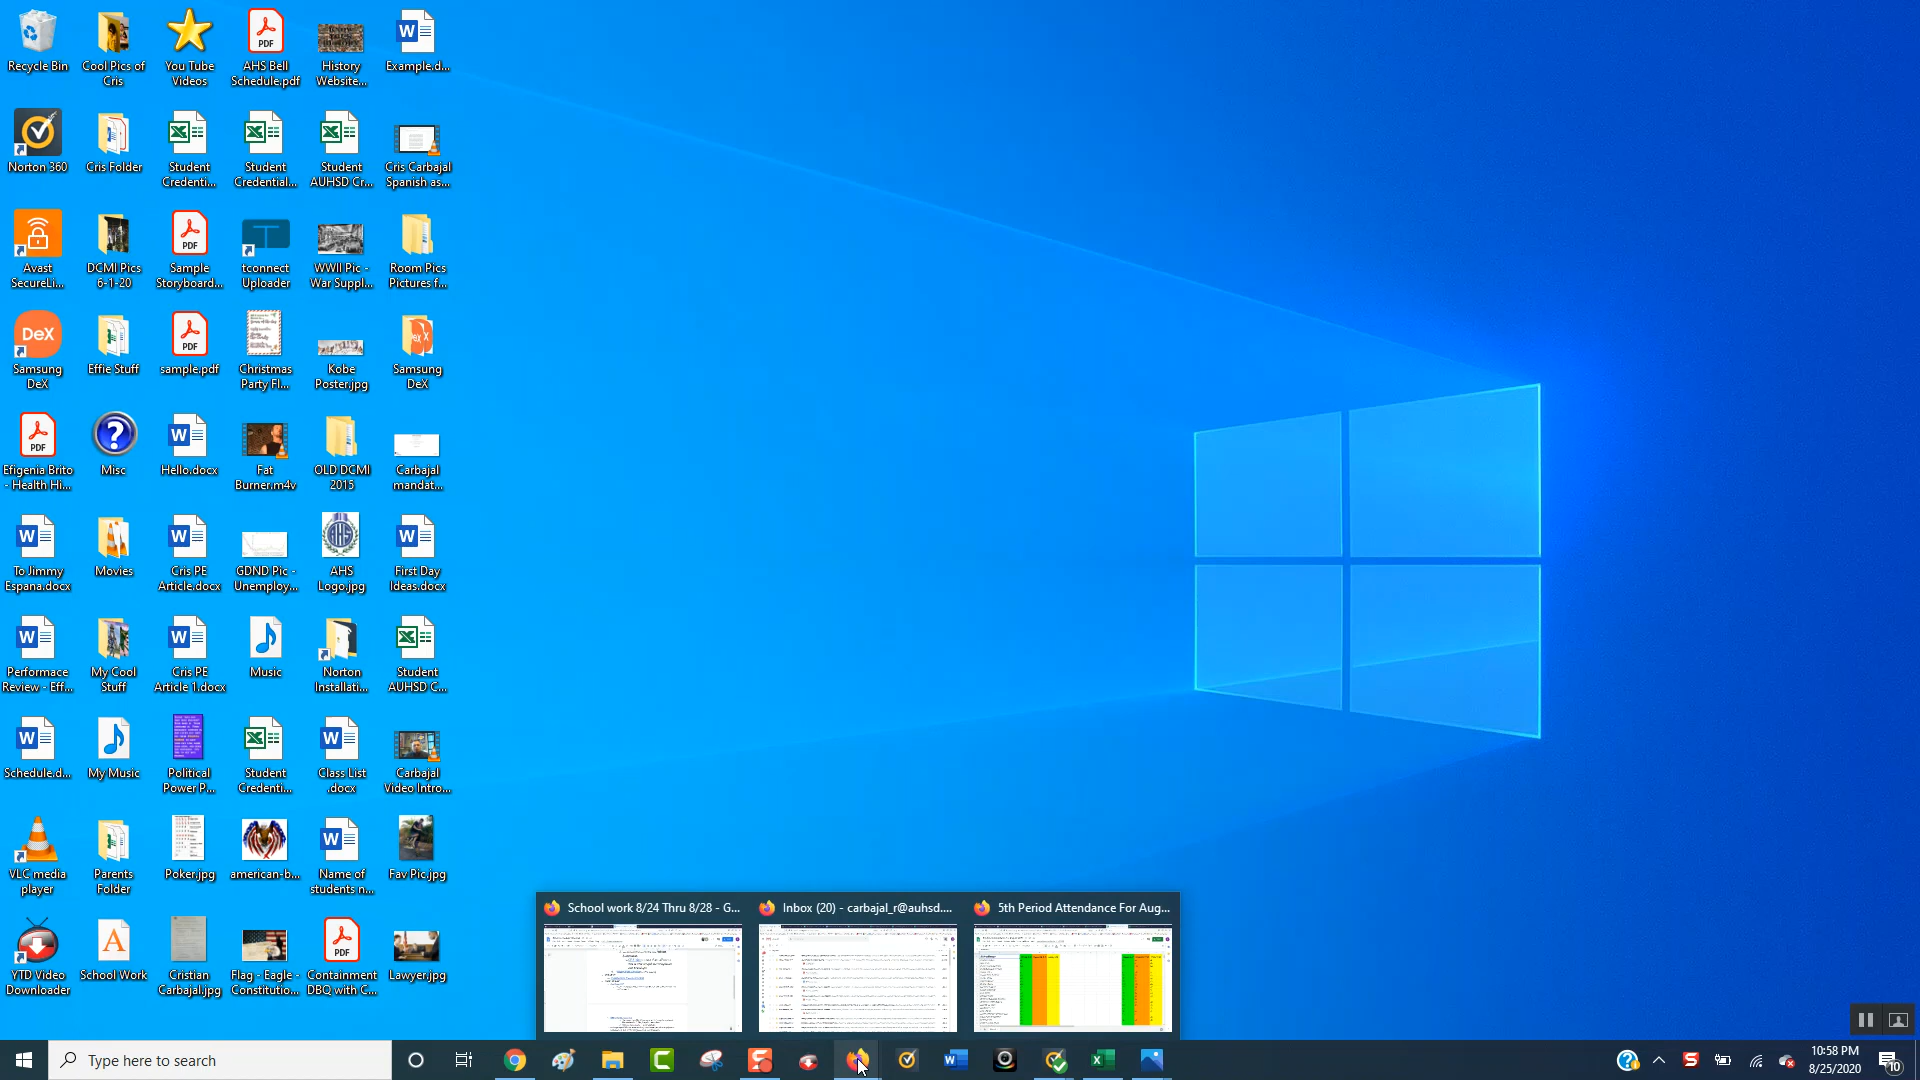 Recycle Bin
Cool Pics of
Cris
You Tube
Videos
PDF
AHS Bell
Schedule.pdf
History
Website...
Example.d...
Norton 360
Cris Folder
Student
Credenti...
Student
Credential...
Student
AUHSD Cr...
Cris Carbajal
Spanish as...
Avast
SecureLi...
DCMI Pics
6-1-20
PDF
Sample
Storyboard...
tconnect
Uploader
WWII Pic -
War Suppl...
Room Pics
Pictures f...
DeX
Samsung
DeX
Effie Stuff
PDF
sample.pdf
Christmas
Party Fl...
Kobe
Poster.jpg
Samsung
DeX
PDF
Efigenia Brito
- Health Hi...
Misc
Hello.docx
Fat
Burner.m4v
OLD DCMI
2015
Carbajal
mandat...
To Jimmy
Espana.docx
Movies
Cris PE
Article.docx
GDND Pic -
Unemploy...
AHS
AHS
Logo.jpg
First Day
Ideas.docx
Performace
Review - Eff...
My Cool
Stuff
Cris PE
Article 1.docx
Music
Norton
Installati...
Student
AUHSD C...
Schedule.d...
My Music
Political
Power P...
Student
Credenti...
Class List
.docx
Carbajal
Video Intro...
VLC media
player
Parents
Folder
Poker.jpg
american-b...
Name of
students n...
Fav Pic.jpg
YTD Video
Downloader
School Work
Cristian
Carbajal.jpg
Flag - Eagle -
Constitutio...
PDF
Containment
DBQ with C...
Lawyer.jpg
School work 8/24 Thru 8/28 - G...
Inbox (20) - carbajal_r@auhsd....
5th Period Attendance For Aug...
Type here to search
10:58 PM
8/25/2020
10